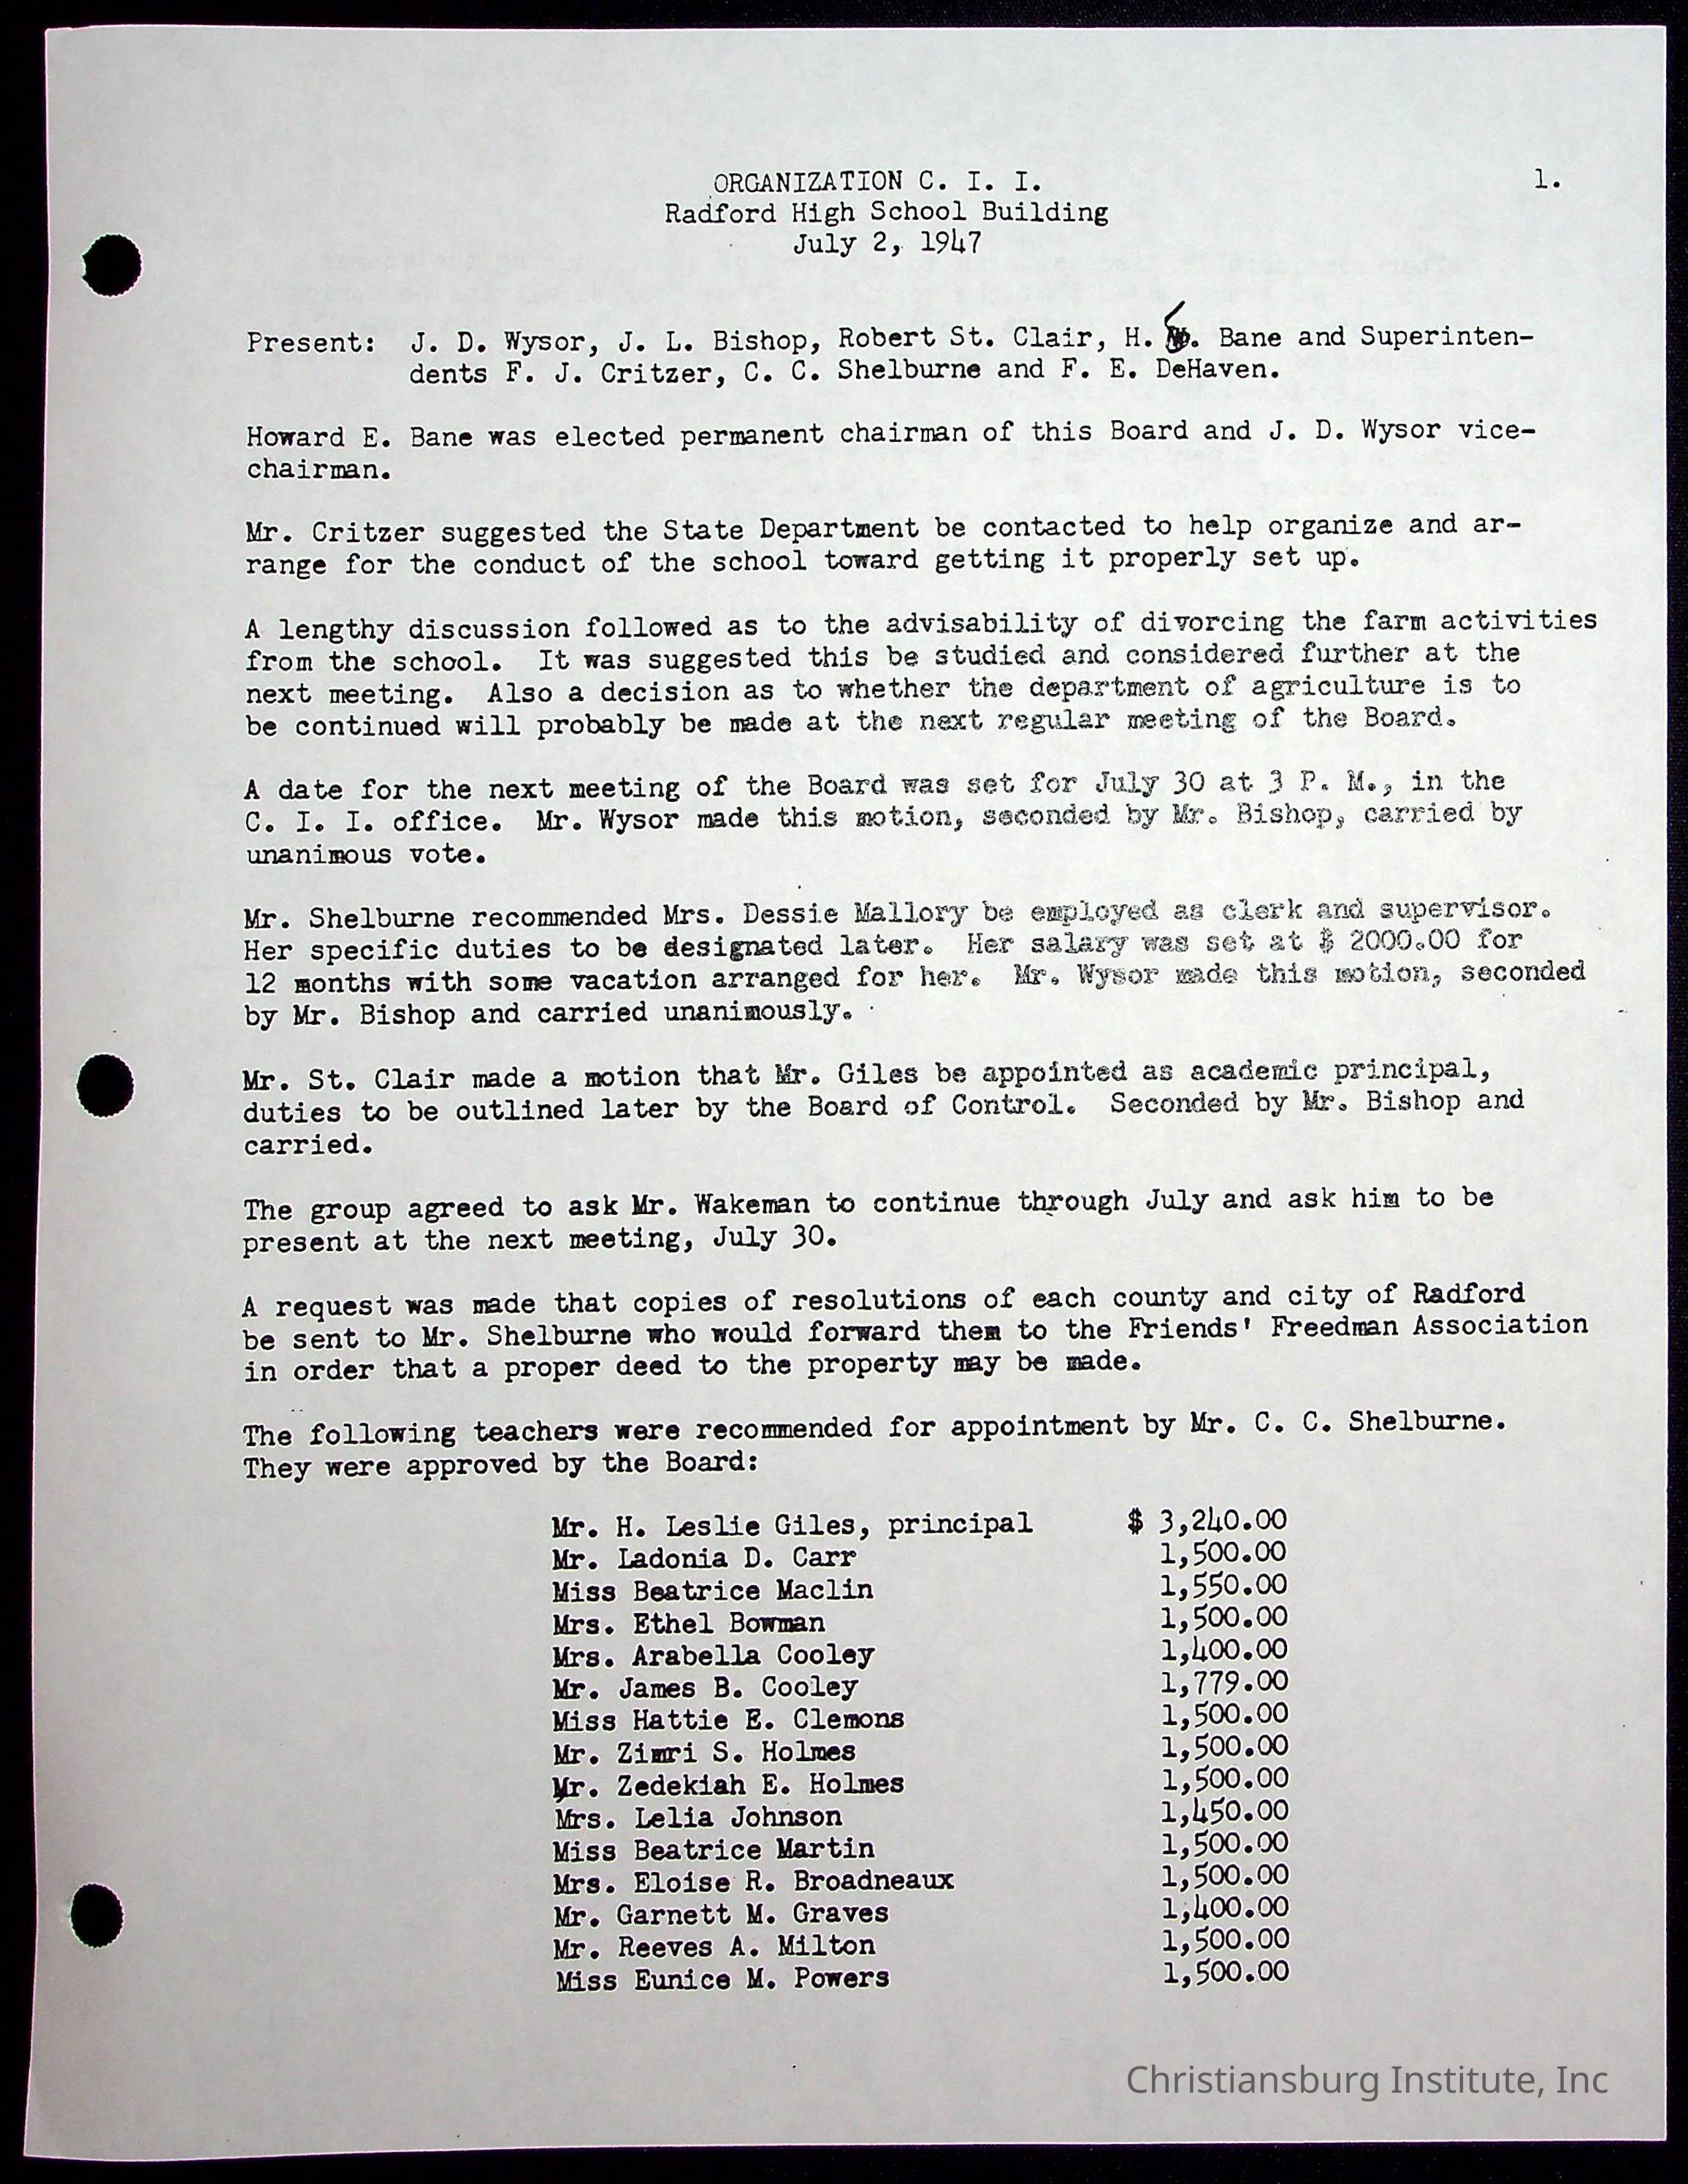 ORGANIZATION C. I. I. 1.
Radford High School Building
July 2, 1947
Present: J. D. Wysor, J. L. Bishop, Robert St. Clair, H. Bane and Superinten-
dents F. J. Critzer, C. C. Shelburne and F. E. DeHaven.
Howard E. Bane was elected permanent chairman of this Board and J. D. Wysor vice-
chairman.
Mr. Critzer suggested the State Department be contacted to help organize and ar-
range for the conduct of the school toward getting it properly set up.
A lengthy discussion followed as to the advisability of divorcing the farm activities
from the school. It was suggested this be studied and considered further at the
next meeting. Also a decision as to whether the department of agriculture is to
be continued will probably be made at the next regular meeting of the Board.
A date for the next meeting of the Board was set for July 30 at 3 P. M., in the
C. I. I. office. Mr. Wysor made this motion, seconded by Mr. Bishop, carried by
unanimous vote.
Mr. Shelburne recommended Mrs. Dessie Mallory be employed as clerk and supervisor.
Her specific duties to be designated later. Her salary was set at $ 2000.00 for
12 months with some vacation arranged for her. Mr. Wysor made this motion, seconded
by Mr. Bishop and carried unanimously.
Mr. St. Clair made a motion that Mr. Giles be appointed as academic principal,
duties to be outlined later by the Board of Control. Seconded by Mr. Bishop and
carried.
The group agreed to ask Mr. Wakeman to continue through July and ask him to be
present at the next meeting, July 30.
A request was made that copies of resolutions of each county and city of Radford
be sent to Mr. Shelburne who would forward them to the Friends' Freedman Association
in order that a proper deed to the property may be made.
The following teachers were recommended for appointment by Mr. C. C. Shelburne.
They were approved by the Board:
Mr. H. Leslie Giles, principal $ 3,240.00
Mr. Ladonia D. Carr 1,500.00
Miss Beatrice Maclin 1,550.00
Mrs. Ethel Bowman 1,500.00
Mrs. Arabella Cooley 1,400.00
Mr. James B. Cooley 1,779.00
Miss Hattie E. Clemons 1,500.00
Mr. Zimri S. Holmes 1,500.00
Mr. Zedekiah E. Holmes 1,500.00
Mrs. Lelia Johnson 1,450.00
Miss Beatrice Martin 1,500.00
Mrs. Eloise R. Broadneaux 1,500.00
Mr. Garnett M. Graves 1,400.00
Mr. Reeves A. Milton 1,500.00
Miss Eunice M. Powers 1,500.00
Christiansburg Institute, Inc